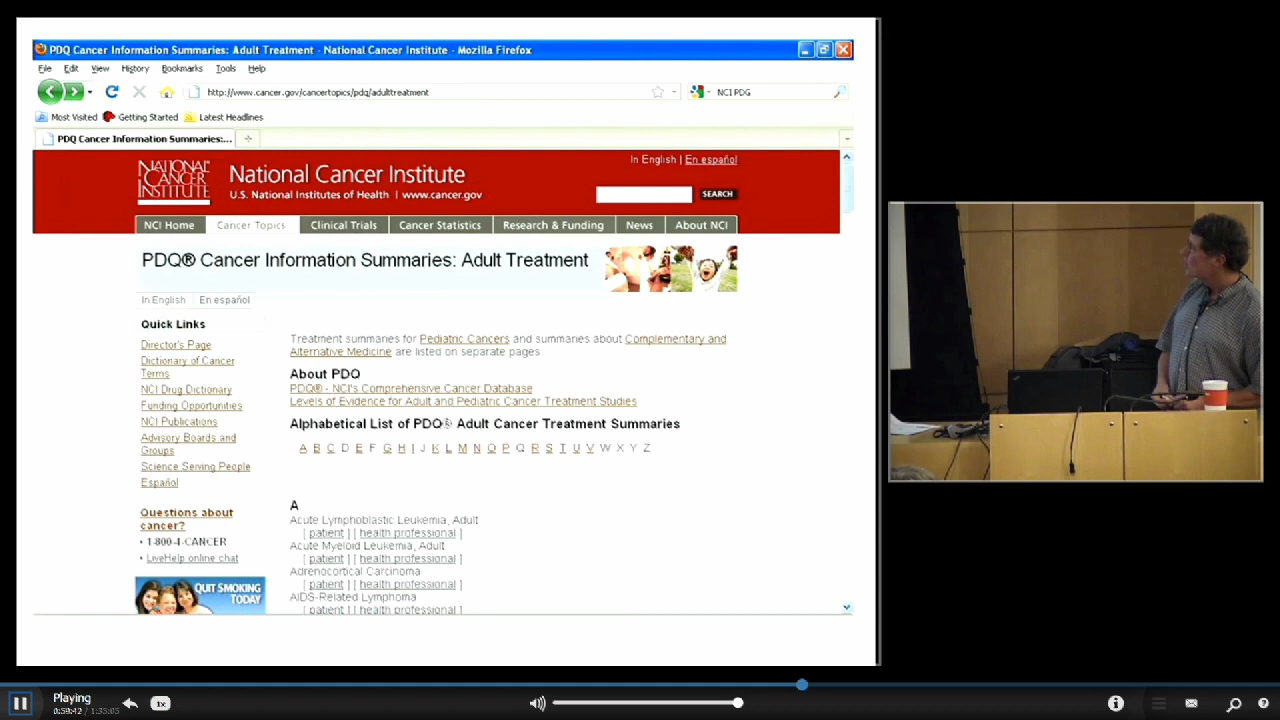 PDQ Cancer Information Summaries: Adult Treatment - National Cancer Institute - Mozilla Firefox
File Edit View History Bookmarks Tools Help
http://www.cancer.gov/cancertopics/pdq/adulttreatment
NCI PDG
Most Visited Getting Started Latest Headlines
PDQ Cancer Information Summaries:...
In English | En español
NATIONAL CANCER INSTITUTE
National Cancer Institute
U.S. National Institutes of Health | www.cancer.gov
SEARCH
NCI Home Cancer Topics Clinical Trials Cancer Statistics Research & Funding News About NCI
PDQ® Cancer Information Summaries: Adult Treatment
In English En español
Quick Links
Director's Page
Dictionary of Cancer
Terms
NCI Drug Dictionary
Funding Opportunities
NCI Publications
Advisory Boards and
Groups
Science Serving People
Español
Questions about
cancer?
• 1-800-4-CANCER
• LiveHelp online chat
QUIT SMOKING
TODAY
Treatment summaries for Pediatric Cancers and summaries about Complementary and
Alternative Medicine are listed on separate pages
About PDQ
PDQ® - NCI's Comprehensive Cancer Database
Levels of Evidence for Adult and Pediatric Cancer Treatment Studies
Alphabetical List of PDQ® Adult Cancer Treatment Summaries
A B C D E F G H I J K L M N O P Q R S T U V W X Y Z
A
Acute Lymphoblastic Leukemia, Adult
[ patient ] [ health professional ]
Acute Myeloid Leukemia, Adult
[ patient ] [ health professional ]
Adrenocortical Carcinoma
[ patient ] [ health professional ]
AIDS-Related Lymphoma
[ patient ] [ health professional ]
Playing
0:59:42 / 1:35:05
1x